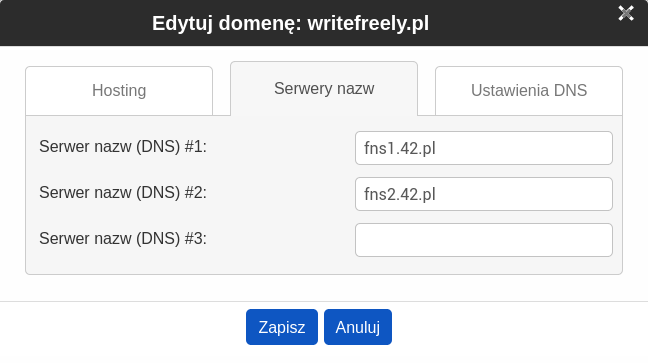 Edytuj domenę: writefreely.pl
Hosting
Serwery nazw
Ustawienia DNS
Serwer nazw (DNS) #1:
fns1.42.pl
Serwer nazw (DNS) #2:
fns2.42.pl
Serwer nazw (DNS) #3:
Zapisz
Anuluj